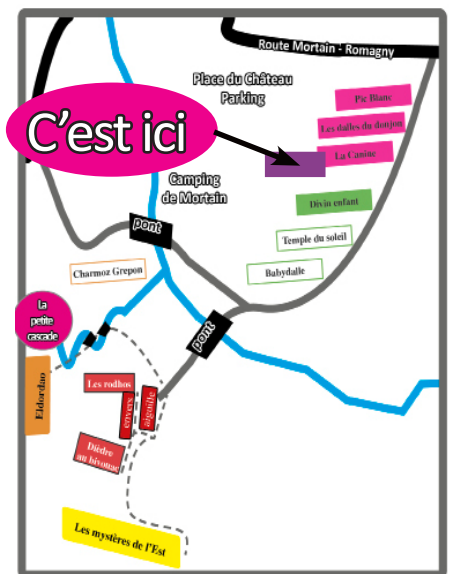 Route Mortain - Romagny
Place du Château
Parking
Pic Blanc
Les dalles du donjon
C'est ici
La Canine
Camping
de Mortain
Divin enfant
pont
Temple du soleil
Charmoz Grepon
Babydalle
La
petite
cascade
pont
Eldordao
Les rodhos
envers
aiguille
Dièdre
au bivouac
Les mystères de l'Est